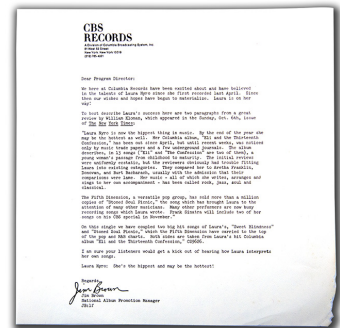 CBS
RECORDS
A Division of Columbia Broadcasting System, Inc.
51 West 52 Street
New York, New York 10019
(212) 765-4321
Dear Program Director:
We here at Columbia Records have been excited about and have believed
in the talents of Laura Nyro since she first recorded last April. Since
then our wishes and hopes have begun to materialize. Laura is on her
way!
To best describe Laura's success here are two paragraphs from a great
review by William Kloman, which appeared in the Sunday, Oct. 6th, issue
of The New York Times:
"Laura Nyro is now the biggest thing in music. By the end of the year she
may be the hottest as well. Her Columbia album, "Eli and the Thirteenth
Confession," has been out since April, but until recent weeks, was noticed
only by music trade papers and a few underground journals. The album
describes, in 13 songs ("Eli" and "The Confession" are two of them), a
young woman's passage from childhood to maturity. The initial reviews
were uniformly ecstatic, but the reviewers obviously had trouble fitting
Laura into existing categories. They compared her to Aretha Franklin,
Donovan, and Burt Bacharach, usually with the admission that their
comparisons were lame. Her music - all of which she writes, arranges and
sings to her own accompaniment - has been called rock, jazz, soul and
classical.
The Fifth Dimension, a versatile pop group, has sold more than a million
copies of "Stoned Soul Picnic," the song which has brought Laura to the
attention of many other musicians. Many other performers are now busy
recording songs which Laura wrote. Frank Sinatra will include two of her
songs on his CBS special in November."
On this single we have coupled two big hit songs of Laura's, "Sweet Blindness"
and "Stoned Soul Picnic," which the Fifth Dimension have carried to the top
of the pop and R&B charts. Both sides are taken from Laura's hit Columbia
album "Eli and the Thirteenth Confession," CS9626.
I am sure your listeners would get a kick out of hearing how Laura interprets
her own songs.
Laura Nyro: She's the biggest and may be the hottest!
Regards,
Jim Brown
Jim Brown
National Album Promotion Manager